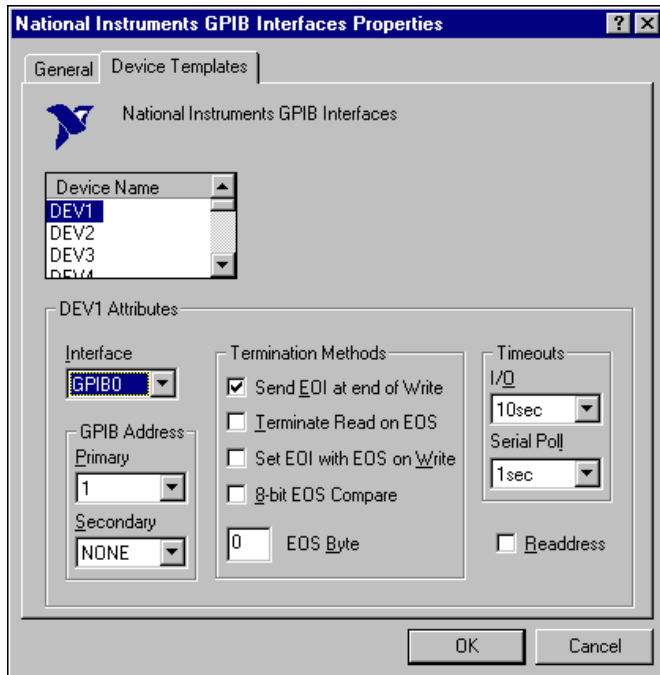 National Instruments GPIB Interfaces Properties
General
Device Templates
National Instruments GPIB Interfaces
Device Name
DEV1
DEV2
DEV3
DEV4
DEV1 Attributes
Interface
GPIB0
GPIB Address
Primary
1
Secondary
NONE
Termination Methods
Send EOI at end of Write
Terminate Read on EOS
Set EOI with EOS on Write
8-bit EOS Compare
0 EOS Byte
Timeouts
I/O
10sec
Serial Poll
1sec
Readdress
OK
Cancel